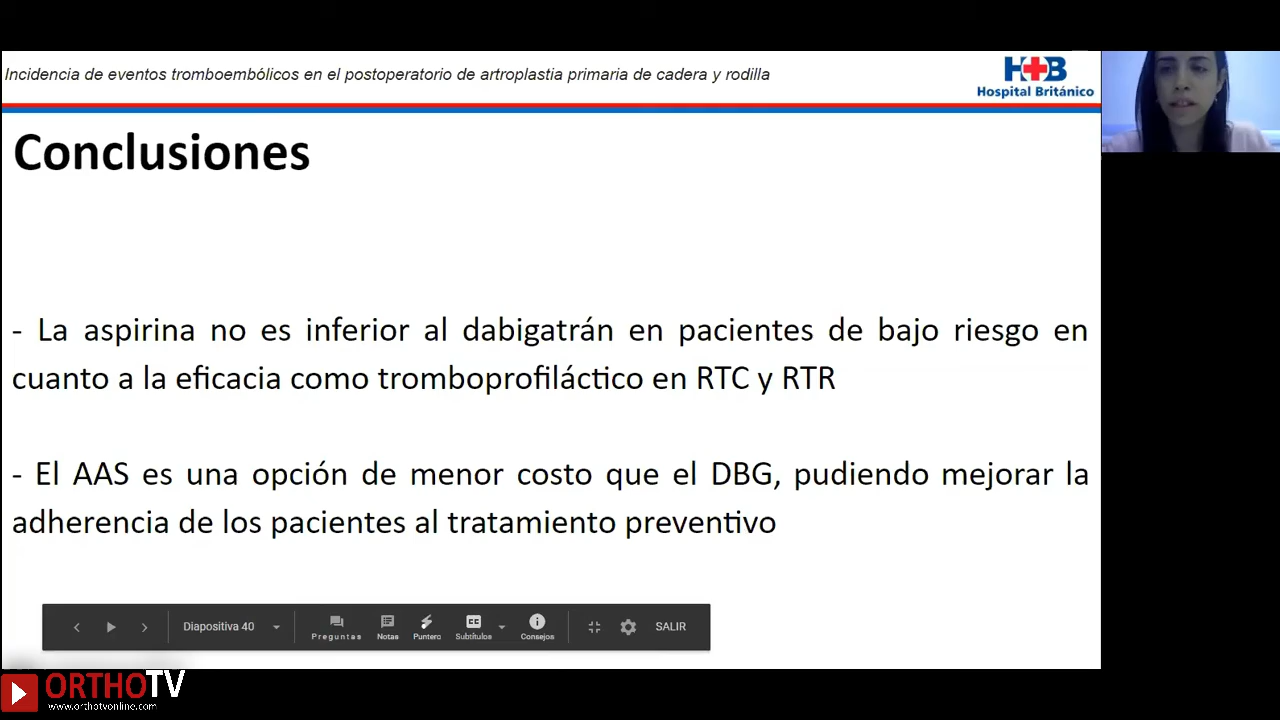 Incidencia de eventos tromboembólicos en el postoperatorio de artroplastia primaria de cadera y rodilla
HB
Hospital Británico
Conclusiones
- La aspirina no es inferior al dabigatrán en pacientes de bajo riesgo en
cuanto a la eficacia como tromboprofiláctico en RTC y RTR
- El AAS es una opción de menor costo que el DBG, pudiendo mejorar la
adherencia de los pacientes al tratamiento preventivo
Diapositiva 40
Preguntas
Notas
Puntero
CC
Subtítulos
Consejos
SALIR
ORTHOTV
www.orthotvonline.com